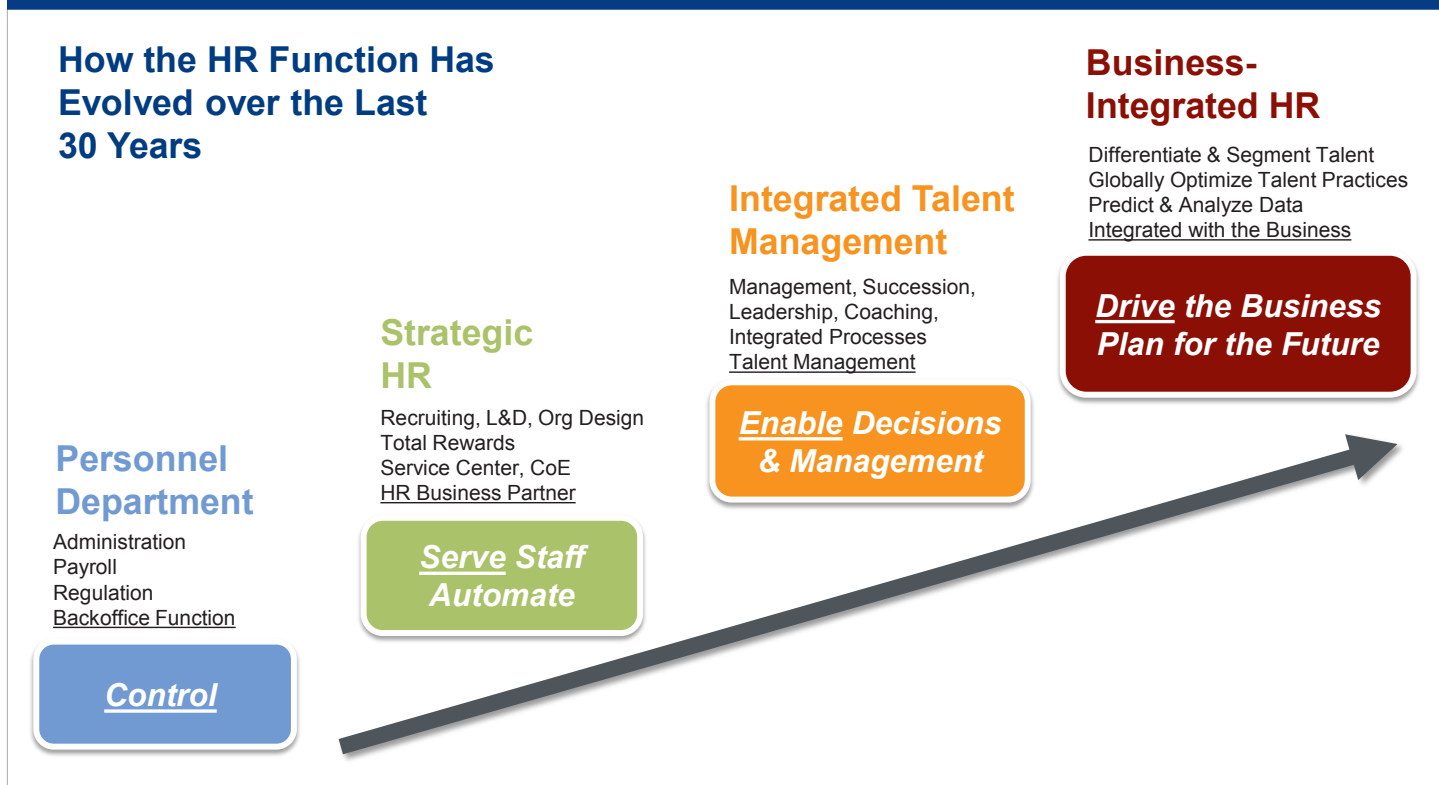 How the HR Function Has
Evolved over the Last
30 Years
Personnel
Department
Administration
Payroll
Regulation
Backoffice Function
Control
Strategic
HR
Recruiting, L&D, Org Design
Total Rewards
Service Center, CoE
HR Business Partner
Serve Staff
Automate
Integrated Talent
Management
Management, Succession,
Leadership, Coaching,
Integrated Processes
Talent Management
Enable Decisions
& Management
Business-
Integrated HR
Differentiate & Segment Talent
Globally Optimize Talent Practices
Predict & Analyze Data
Integrated with the Business
Drive the Business
Plan for the Future